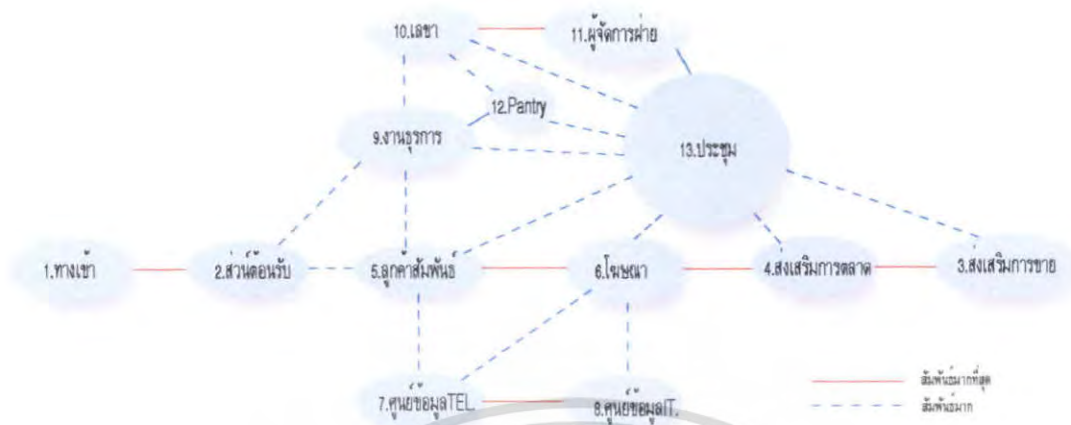 10.เลขา
11.ผู้จัดการฝ่าย
12.Pantry
9.งานธุรการ
13.ประชุม
1.ทางเข้า
2.ส่วนต้อนรับ
5.ลูกค้าสัมพันธ์
6.โฆษณา
4.ส่งเสริมการตลาด
3.ส่งเสริมการขาย
7.ศูนย์ข้อมูลTEL.
8.ศูนย์ข้อมูลIT.
สัมพันธ์มากที่สุด
สัมพันธ์มาก